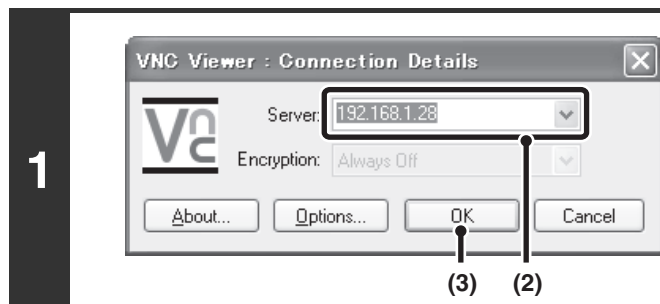 1
VNC Viewer : Connection Details
VNC
Server: 192.168.1.28
Encryption: Always Off
About... Options... OK Cancel
(3) (2)